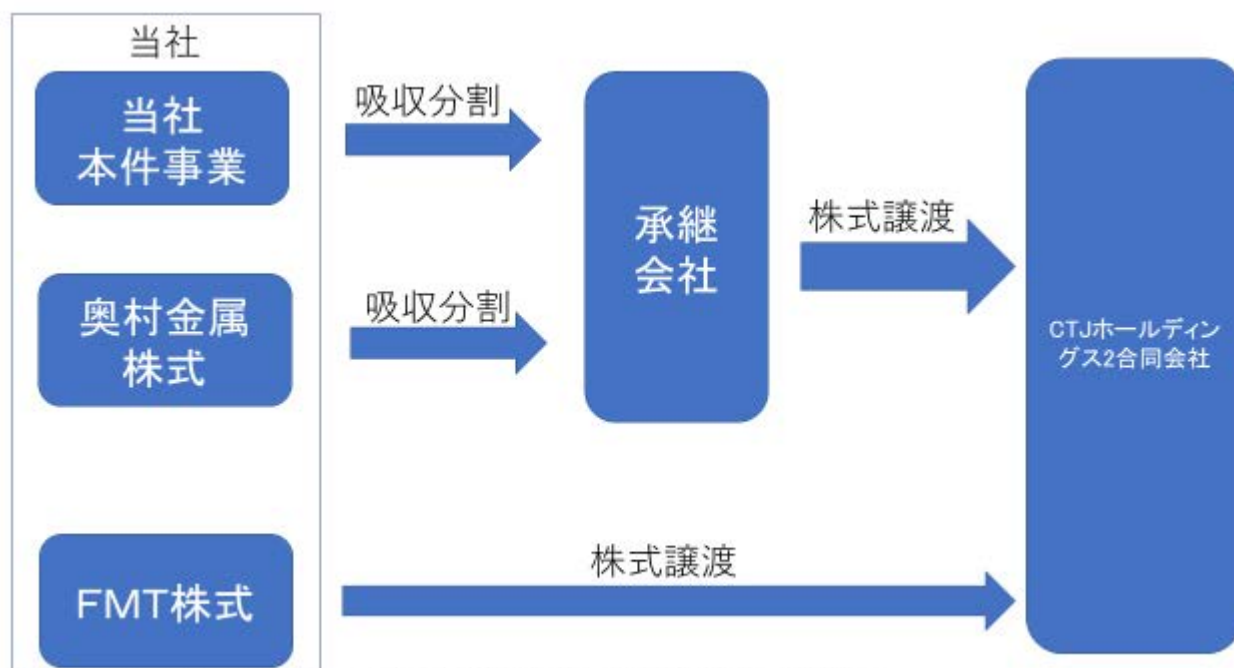 当社
当社
本件事業
吸収分割
奥村金属
株式
吸収分割
承継
会社
株式譲渡
CTJホールディン
グス2合同会社
FMT株式
株式譲渡